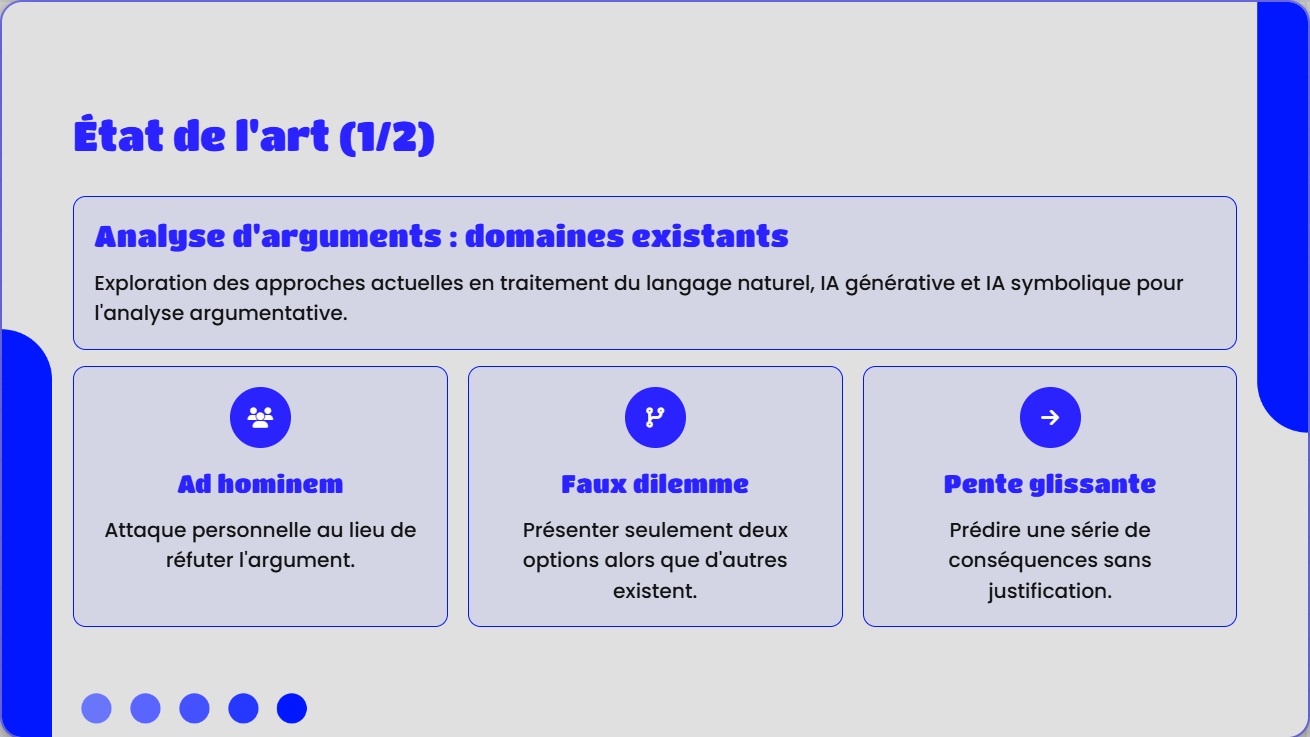 État de l'art (1/2)
Analyse d'arguments : domaines existants
Exploration des approches actuelles en traitement du langage naturel, IA générative et IA symbolique pour
l'analyse argumentative.
Ad hominem
Attaque personnelle au lieu de
réfuter l'argument.
Faux dilemme
Présenter seulement deux
options alors que d'autres
existent.
Pente glissante
Prédire une série de
conséquences sans
justification.